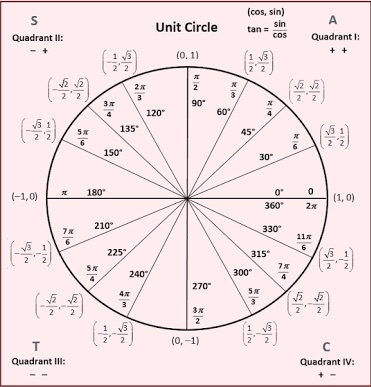 S
Quadrant II:
− +
Unit Circle
(cos, sin)
tan = sin/cos
A
Quadrant I:
+ +
(0, 1)
(-1/2, √3/2)
(1/2, √3/2)
(-√2/2, √2/2)
(√2/2, √2/2)
(-√3/2, 1/2)
(√3/2, 1/2)
2π/3
π/2
π/3
120°
90°
60°
3π/4
π/4
135°
45°
5π/6
π/6
150°
30°
(−1, 0)
π
180°
0°
0
360°
2π
(1, 0)
7π/6
210°
330°
11π/6
(-√3/2, -1/2)
(√3/2, -1/2)
5π/4
225°
315°
7π/4
(-√2/2, -√2/2)
(√2/2, -√2/2)
4π/3
240°
270°
300°
5π/3
3π/2
(-1/2, -√3/2)
(1/2, -√3/2)
(0, −1)
T
Quadrant III:
− −
C
Quadrant IV:
+ −